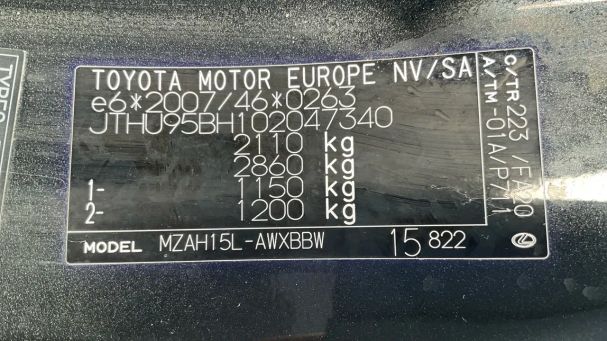 TOYOTA MOTOR EUROPE NV/SA
e6*2007/46*0263
JTHU95BH102047340
2110 kg
2860 kg
1- 1150 kg
2- 1200 kg
MODEL MZAH15L-AWXBBW 15 822
C/TR 223 /FA20
A/TM -01A/P711